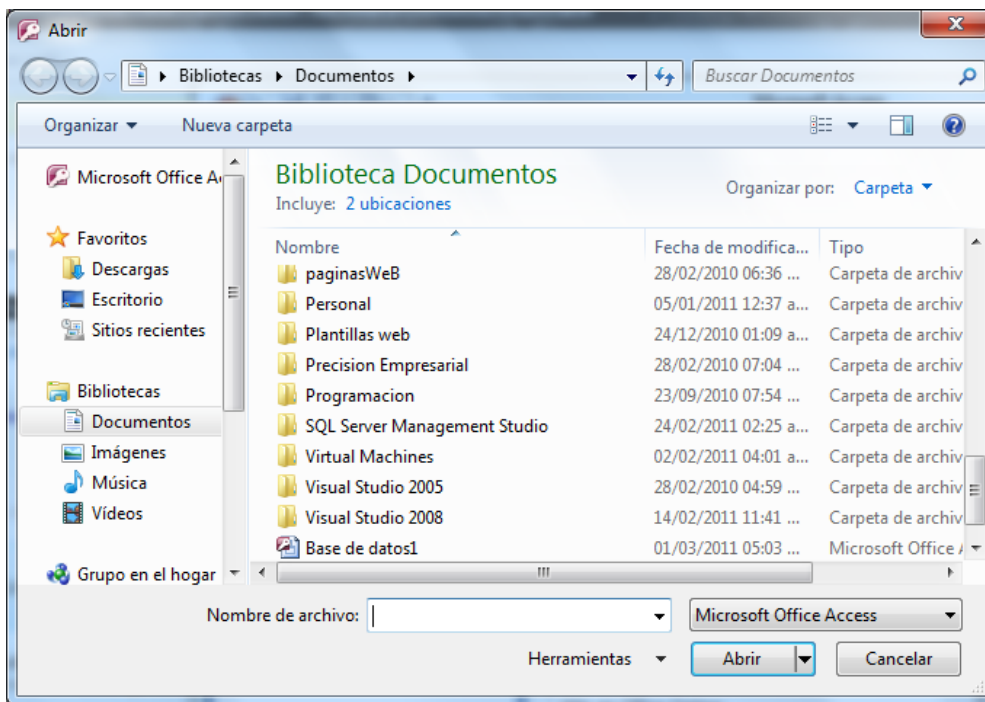 Abrir
Bibliotecas Documentos
Buscar Documentos
Organizar Nueva carpeta
Microsoft Office A
Favoritos
Descargas
Escritorio
Sitios recientes
Bibliotecas
Documentos
Imágenes
Música
Vídeos
Grupo en el hogar
Biblioteca Documentos
Incluye: 2 ubicaciones
Organizar por: Carpeta
Nombre Fecha de modifica... Tipo
paginasWeB 28/02/2010 06:36 ... Carpeta de archiv
Personal 05/01/2011 12:37 a... Carpeta de archiv
Plantillas web 24/12/2010 01:09 a... Carpeta de archiv
Precision Empresarial 28/02/2010 07:04 ... Carpeta de archiv
Programacion 23/09/2010 07:54 ... Carpeta de archiv
SQL Server Management Studio 24/02/2011 02:25 a... Carpeta de archiv
Virtual Machines 02/02/2011 04:01 a... Carpeta de archiv
Visual Studio 2005 28/02/2010 04:59 ... Carpeta de archiv
Visual Studio 2008 14/02/2011 11:41 ... Carpeta de archiv
Base de datos1 01/03/2011 05:03 ... Microsoft Office
Nombre de archivo: Microsoft Office Access
Herramientas Abrir Cancelar